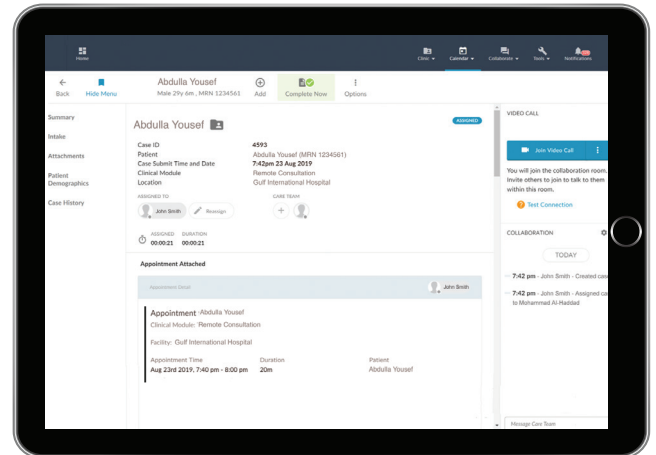 Home
Clinic
Calendar
Collaborate
Tools
Notifications
Back
Hide Menu
Abdulla Yousef
Male 29y 6m , MRN 1234561
Add
Complete Now
Options
Summary
Intake
Attachments
Patient
Demographics
Case History
Abdulla Yousef
ASSIGNED
Case ID 4593
Patient Abdulla Yousef (MRN 1234561)
Case Submit Time and Date 7:42pm 23 Aug 2019
Clinical Module Remote Consultation
Location Gulf International Hospital
ASSIGNED TO CARE TEAM
John Smith Reassign
ASSIGNED DURATION
00:00:21 00:00:21
Appointment Attached
Appointment Detail John Smith
Appointment -Abdulla Yousef
Clinical Module: Remote Consultation
Facility: Gulf International Hospital
Appointment Time Duration Patient
Aug 23rd 2019, 7:40 pm - 8:00 pm 20m Abdulla Yousef
VIDEO CALL
Join Video Call
You will join the collaboration room.
Invite others to join to talk to them
within this room.
Test Connection
COLLABORATION
TODAY
7:42 pm - John Smith - Created case
7:42 pm - John Smith - Assigned ca
to Mohammed Al-Haddad
Message Care Team